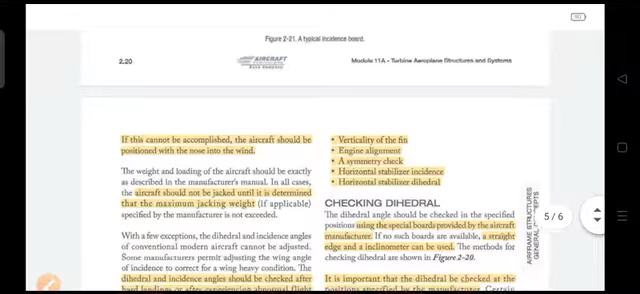 90
Figure 2-21. A typical incidence board.
2.20
AIRCRAFT
Module 11A - Turbine Aeroplane Structures and Systems
If this cannot be accomplished, the aircraft should be
positioned with the nose into the wind.
The weight and loading of the aircraft should be exactly
as described in the manufacturer's manual. In all cases,
the aircraft should not be jacked until it is determined
that the maximum jacking weight (if applicable)
specified by the manufacturer is not exceeded.
With a few exceptions, the dihedral and incidence angles
of conventional modern aircraft cannot be adjusted.
Some manufacturers permit adjusting the wing angle
of incidence to correct for a wing heavy condition. The
dihedral and incidence angles should be checked after
hard landings or after experiencing abnormal flight
• Verticality of the fin
• Engine alignment
• A symmetry check
• Horizontal stabilizer incidence
• Horizontal stabilizer dihedral
CHECKING DIHEDRAL
The dihedral angle should be checked in the specified
positions using the special boards provided by the aircraft
manufacturer. If no such boards are available, a straight
edge and a inclinometer can be used. The methods for
checking dihedral are shown in Figure 2-20.
It is important that the dihedral be checked at the
positions specified by the manufacturer. Certain
AIRFRAME STRUCTURES
GENERAL CONCEPTS
5 / 6